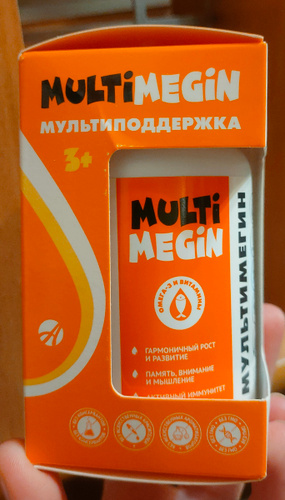 MULTiMEGiN
МУЛЬТИПОДДЕРЖКА
3+
MULTi
MEGiN
ОМЕГА-3 И ВИТАМИНЫ
ГАРМОНИЧНЫЙ РОСТ
И РАЗВИТИЕ
ПАМЯТЬ, ВНИМАНИЕ
И МЫШЛЕНИЕ
АКТИВНЫЙ ИММУНИТЕТ
МУЛЬТИМЕГИН